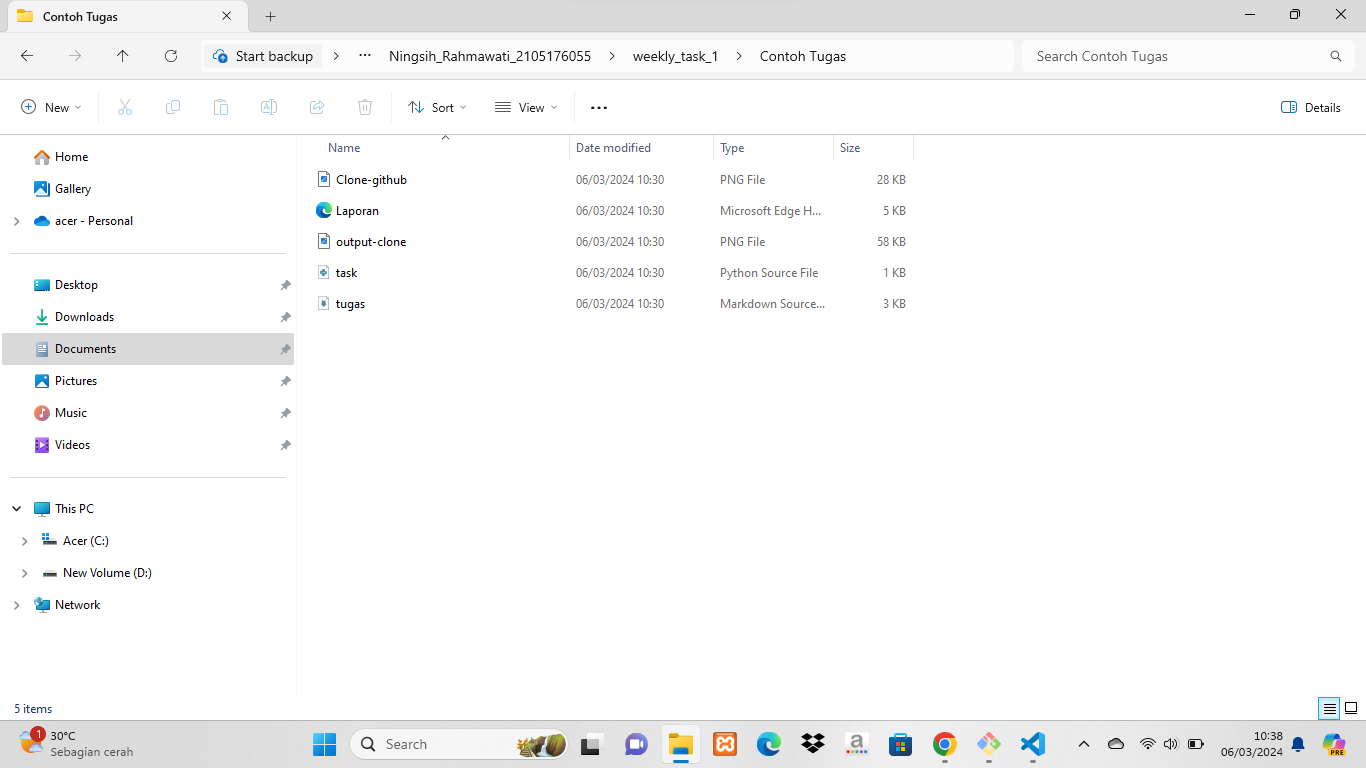 Contoh Tugas
Start backup
Ningsih_Rahmawati_2105176055
weekly_task_1
Contoh Tugas
Search Contoh Tugas
New
Sort
View
Details
Home
Gallery
acer - Personal
Desktop
Downloads
Documents
Pictures
Music
Videos
This PC
Acer (C:)
New Volume (D:)
Network
Name Date modified Type Size
Clone-github 06/03/2024 10:30 PNG File 28 KB
Laporan 06/03/2024 10:30 Microsoft Edge H... 5 KB
output-clone 06/03/2024 10:30 PNG File 58 KB
task 06/03/2024 10:30 Python Source File 1 KB
tugas 06/03/2024 10:30 Markdown Source... 3 KB
5 items
1
30°C
Sebagian cerah
Search
a
10:38
06/03/2024
PRE